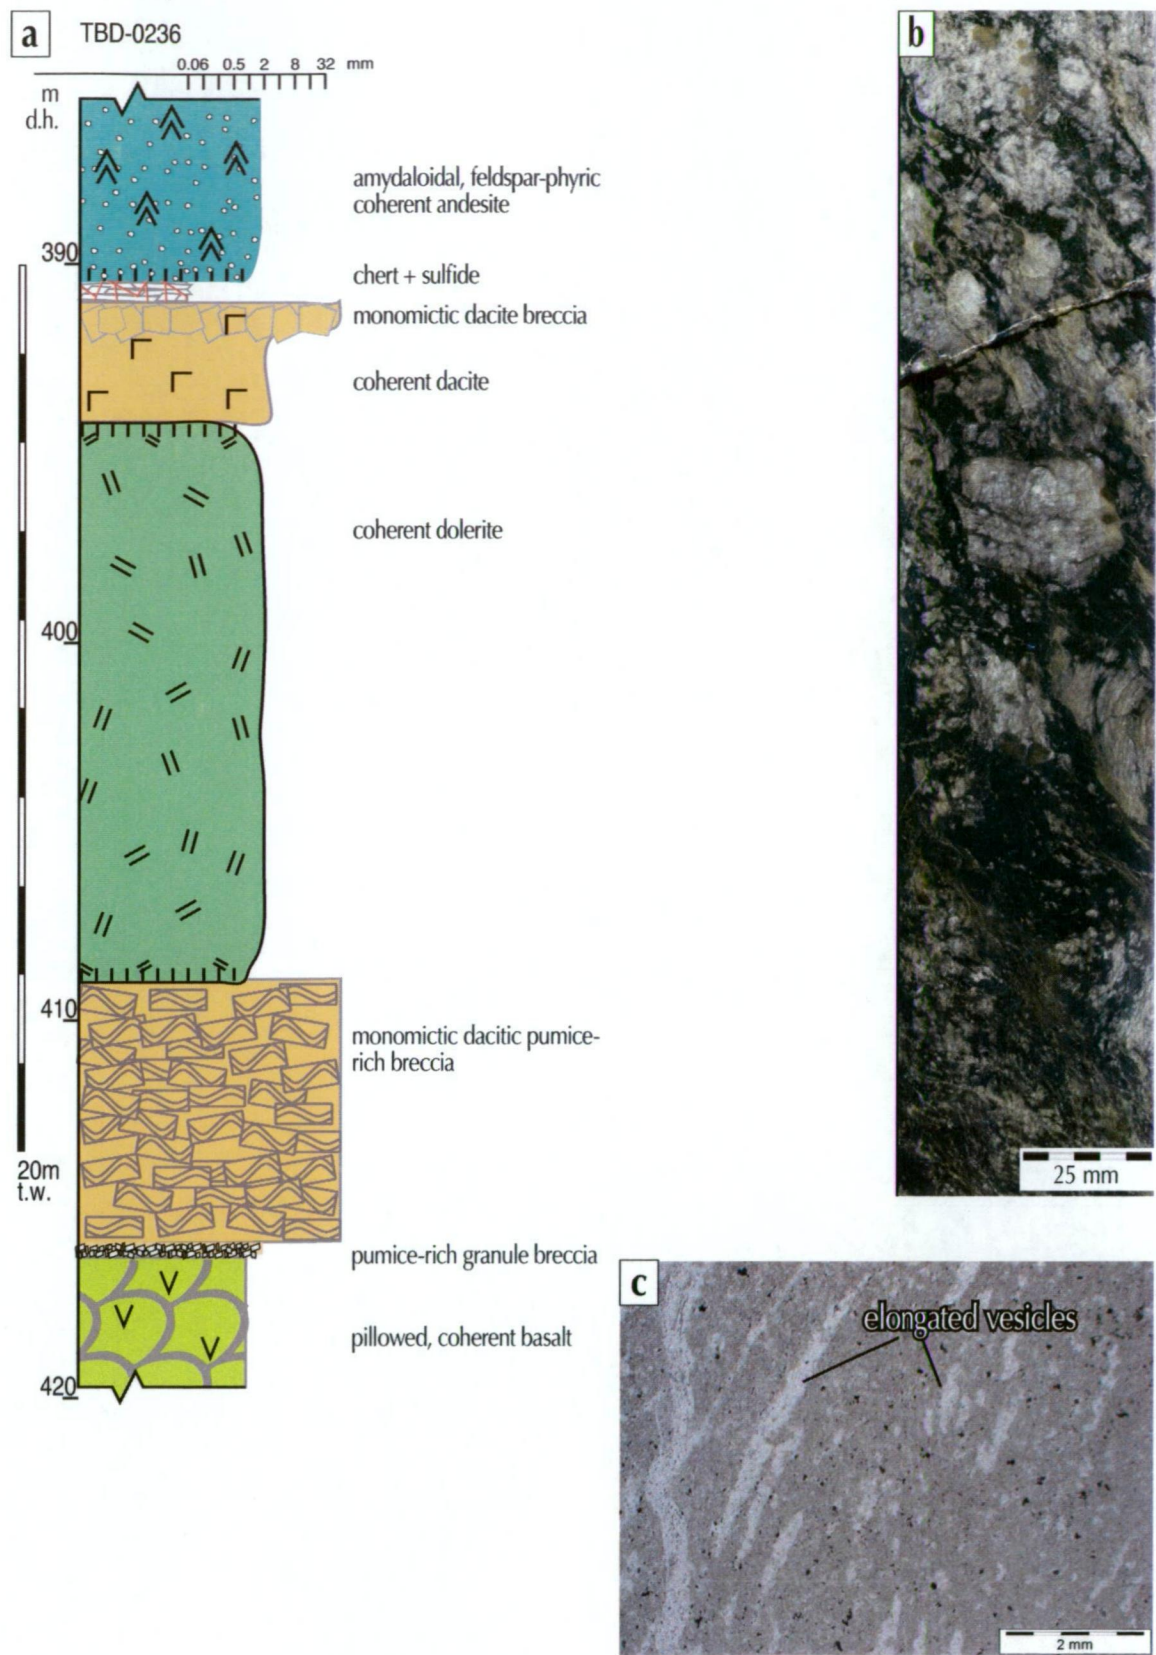 a TBD-0236
0.06 0.5 2 8 32 mm
m
d.h.
amydaloidal, feldspar-phyric
coherent andesite
390
chert + sulfide
monomictic dacite breccia
coherent dacite
coherent dolerite
400
410
monomictic dacitic pumice-
rich breccia
20m
t.w.
pumice-rich granule breccia
pillowed, coherent basalt
420
b
25 mm
c
elongated vesicles
2 mm